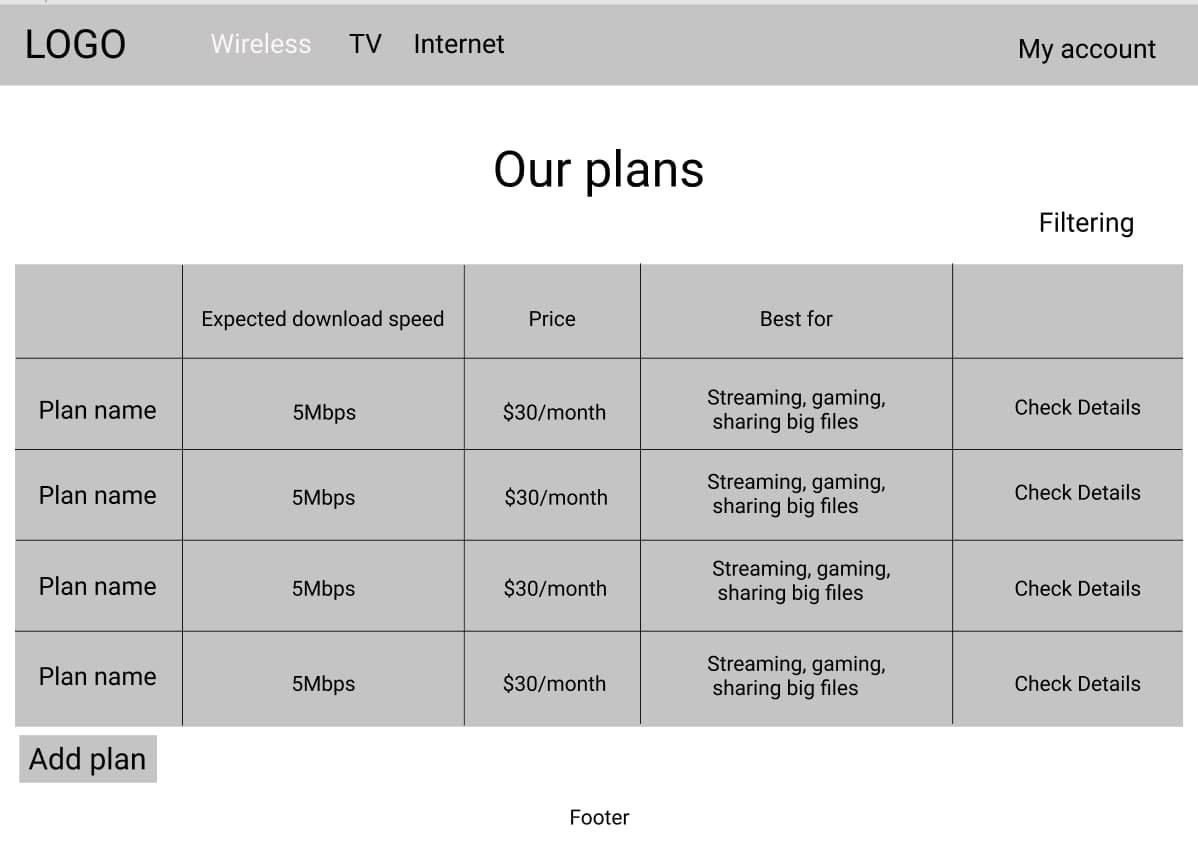 LOGO
Wireless TV Internet
My account
Our plans
Filtering
Expected download speed
Price
Best for
Plan name
5Mbps
$30/month
Streaming, gaming,
sharing big files
Check Details
Plan name
5Mbps
$30/month
Streaming, gaming,
sharing big files
Check Details
Plan name
5Mbps
$30/month
Streaming, gaming,
sharing big files
Check Details
Plan name
5Mbps
$30/month
Streaming, gaming,
sharing big files
Check Details
Add plan
Footer